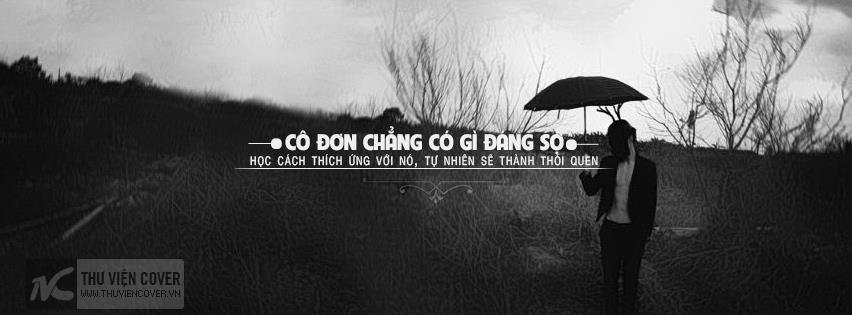 CÔ ĐƠN CHẲNG CÓ GÌ ĐÁNG SỢ
HỌC CÁCH THÍCH ỨNG VỚI NÓ, TỰ NHIÊN SẼ THÀNH THÓI QUEN
NC THƯ VIỆN COVER
WWW.THUVIENCOVER.VN